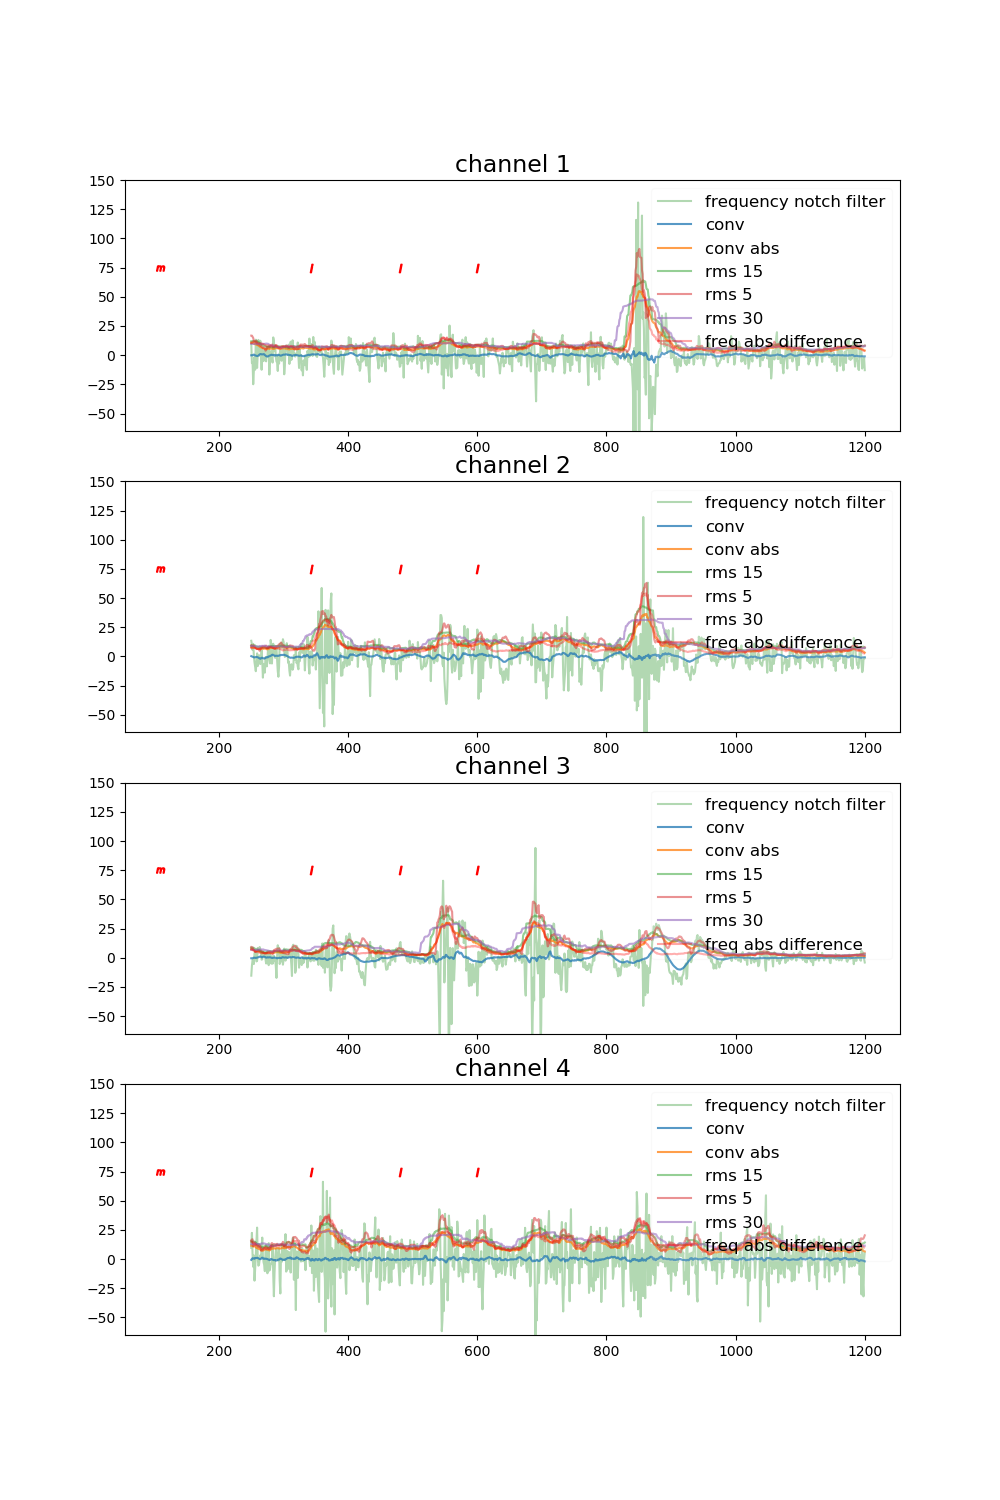 channel 1
150
125
100
75
50
25
0
−25
−50
m l l l
frequency notch filter
conv
conv abs
rms 15
rms 5
rms 30
freq abs difference
200 400 600 800 1000 1200
channel 2
150
125
100
75
50
25
0
−25
−50
m l l l
frequency notch filter
conv
conv abs
rms 15
rms 5
rms 30
freq abs difference
200 400 600 800 1000 1200
channel 3
150
125
100
75
50
25
0
−25
−50
m l l l
frequency notch filter
conv
conv abs
rms 15
rms 5
rms 30
freq abs difference
200 400 600 800 1000 1200
channel 4
150
125
100
75
50
25
0
−25
−50
m l l l
frequency notch filter
conv
conv abs
rms 15
rms 5
rms 30
freq abs difference
200 400 600 800 1000 1200